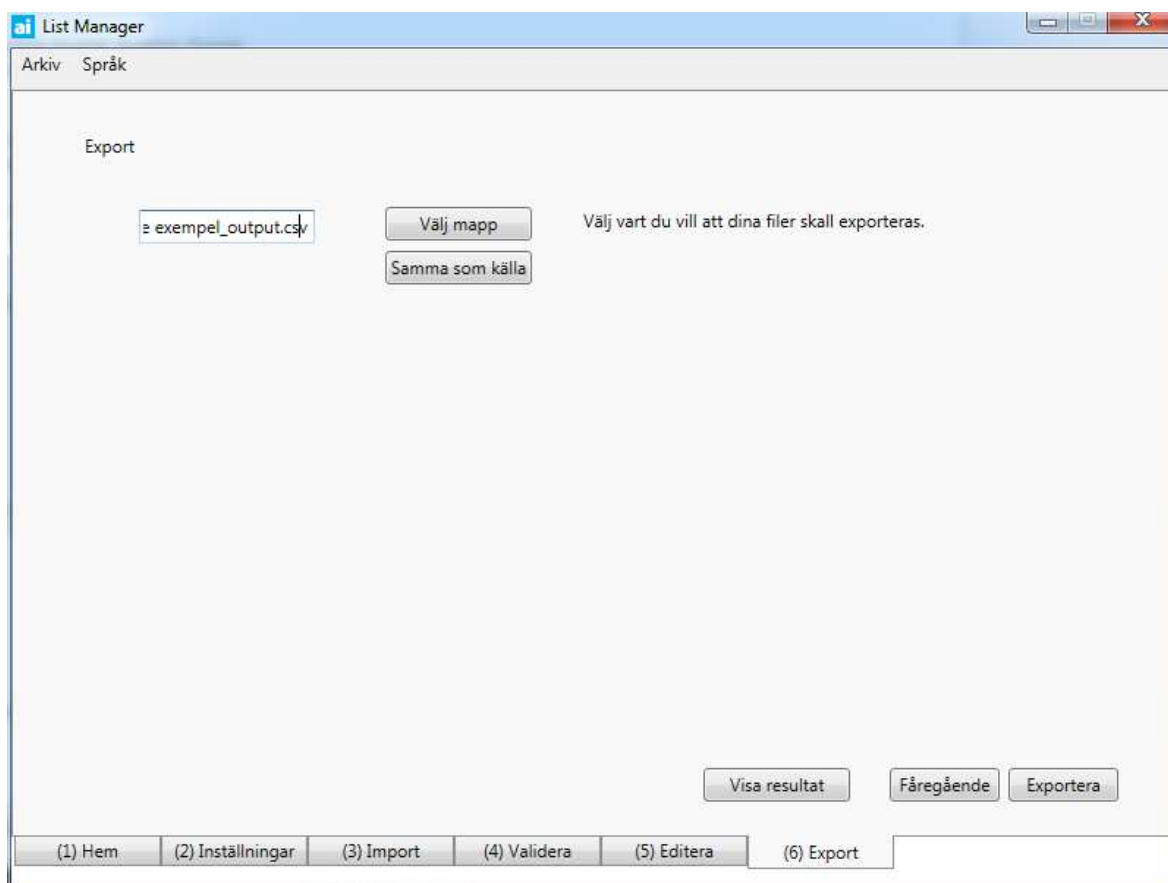 ai List Manager
Arkiv Språk
Export
exempel_output.csv
Välj mapp
Välj vart du vill att dina filer skall exporteras.
Samma som källa
Visa resultat
Fåregående
Exportera
(1) Hem
(2) Inställningar
(3) Import
(4) Validera
(5) Editera
(6) Export